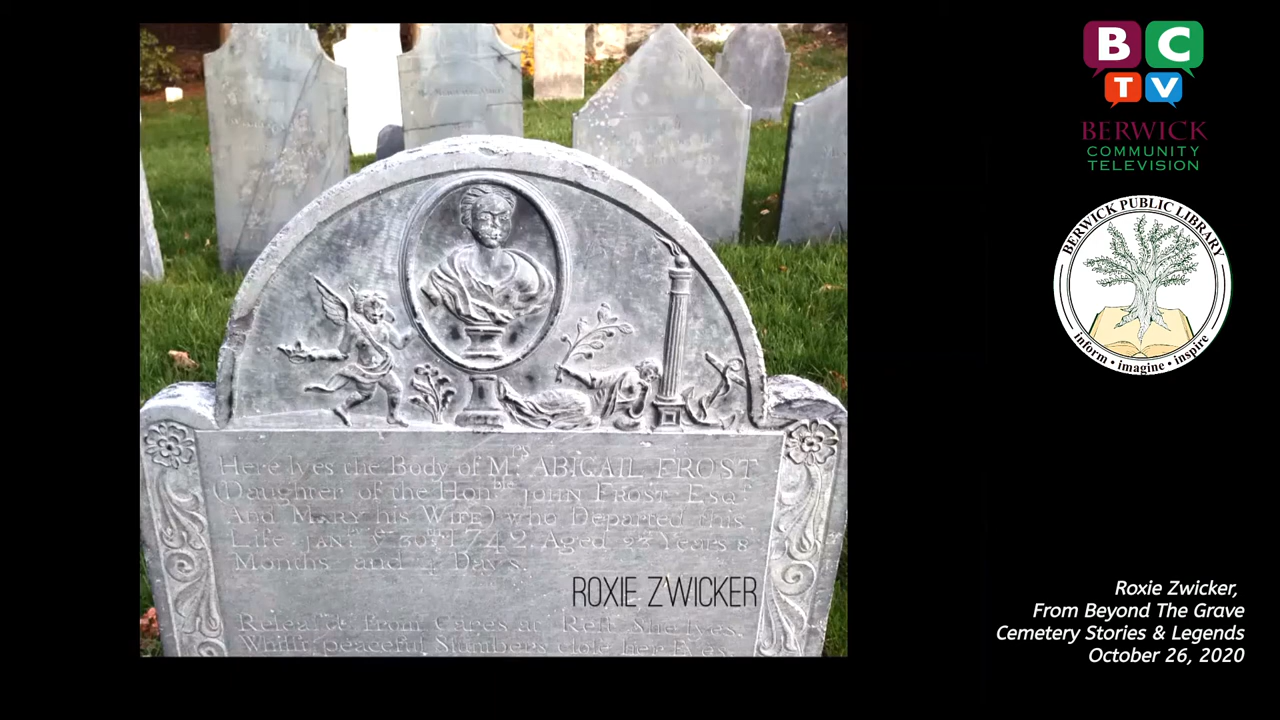 Here lyes the Body of Mrs ABIGAIL FROST
(Daughter of the Honble JOHN FROST Esqr
And MARY his WIFE) who Departed this
Life JANy ye 30th 1742. Aged Years 8
Months and 4 Days.
ROXIE ZWICKER
Releas'd from Cares at Rest She lyes,
Whilst peaceful Slumbers close her Eyes.
B C
T V
BERWICK
COMMUNITY
TELEVISION
BERWICK PUBLIC LIBRARY
inform • imagine • inspire
Roxie Zwicker,
From Beyond The Grave
Cemetery Stories & Legends
October 26, 2020